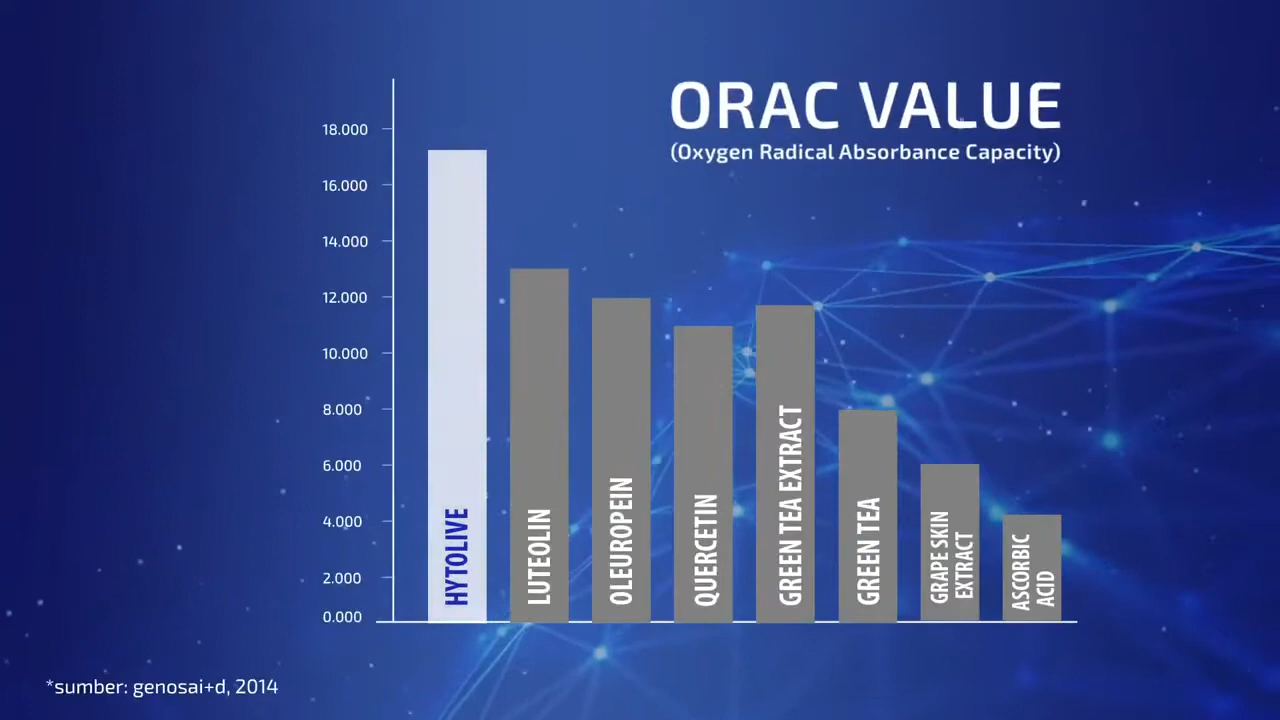 ORAC VALUE
(Oxygen Radical Absorbance Capacity)
18.000
16.000
14.000
12.000
10.000
8.000
6.000
4.000
2.000
0.000
HYTOLIVE
LUTEOLIN
OLEUROPEIN
QUERCETIN
GREEN TEA EXTRACT
GREEN TEA
GRAPE SKIN
EXTRACT
ASCORBIC
ACID
*sumber: genosai+d, 2014